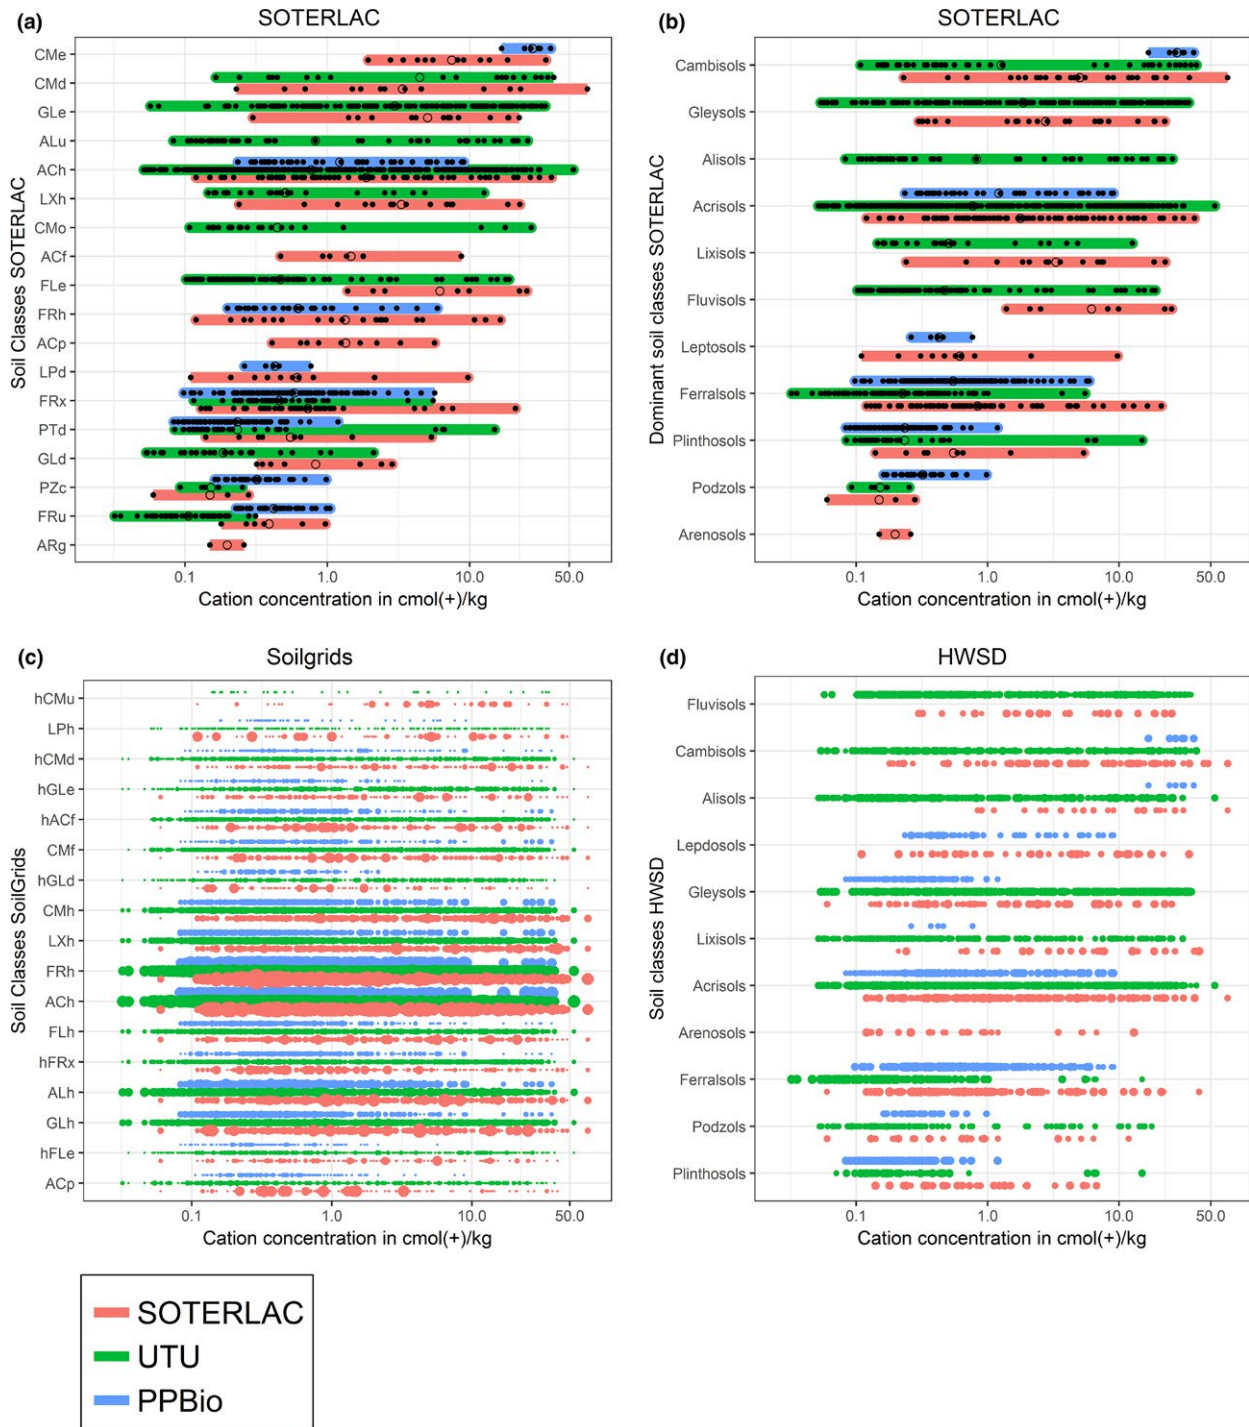 (a)
SOTERLAC
Soil Classes SOTERLAC
CMe
CMd
GLe
ALu
ACh
LXh
CMo
ACf
FLe
FRh
ACp
LPd
FRx
PTd
GLd
PZc
FRu
ARg
0.1 1.0 10.0 50.0
Cation concentration in cmol(+)/kg
(b)
SOTERLAC
Dominant soil classes SOTERLAC
Cambisols
Gleysols
Alisols
Acrisols
Lixisols
Fluvisols
Leptosols
Ferralsols
Plinthosols
Podzols
Arenosols
0.1 1.0 10.0 50.0
Cation concentration in cmol(+)/kg
(c)
Soilgrids
Soil Classes SoilGrids
hCMu
LPh
hCMd
hGLe
hACf
CMf
hGLd
CMh
LXh
FRh
ACh
FLh
hFRx
ALh
GLh
hFLe
ACp
0.1 1.0 10.0 50.0
Cation concentration in cmol(+)/kg
(d)
HWSD
Soil classes HWSD
Fluvisols
Cambisols
Alisols
Lepdosols
Gleysols
Lixisols
Acrisols
Arenosols
Ferralsols
Podzols
Plinthosols
0.1 1.0 10.0 50.0
Cation concentration in cmol(+)/kg
SOTERLAC
UTU
PPBio